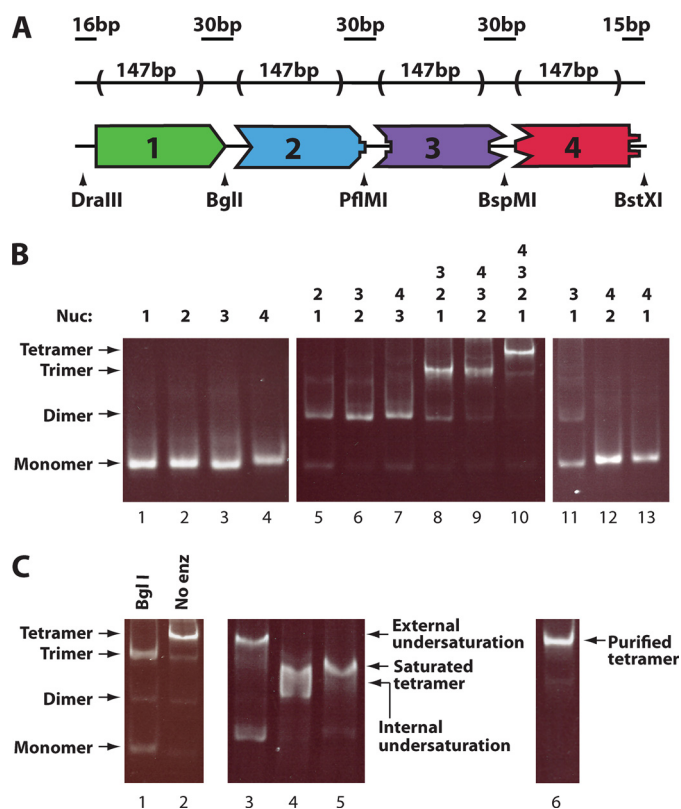 A
16bp 30bp 30bp 30bp 15bp
147bp 147bp 147bp 147bp
1 2 3 4
DraIII BglI PflMI BspMI BstXI
B
4
3 4 3
2 3 4 2 3 2 3 4 4
Nuc: 1 2 3 4 1 2 3 1 2 1 1 2 1
Tetramer
Trimer
Dimer
Monomer
1 2 3 4 5 6 7 8 9 10 11 12 13
C
Bgl I
No enz
Tetramer
Trimer
Dimer
Monomer
External
undersaturation
Saturated
tetramer
Internal
undersaturation
Purified
tetramer
1 2 3 4 5 6